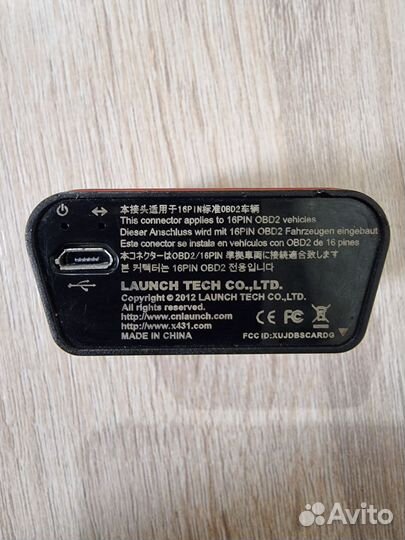 本接头适用于16PIN标准OBD2车辆
This connector applies to 16PIN OBD2 vehicles
Dieser Anschluss wird mit 16PIN OBD2 Fahrzeugen eingebaut
Este conector se instala en vehículos con OBD2 de 16 pines
本コネクターはOBD2/16PIN 準換車両に接続適合致します
본 커텍터는 16PIN OBD2 전용입니다
LAUNCH TECH CO.,LTD.
Copyright © 2012 LAUNCH TECH CO.,LTD.
All rights reserved.
http://www.cnlaunch.com
http://www.x431.com
MADE IN CHINA
CE FC
FCC ID:XUJDBSCARDG
Avito